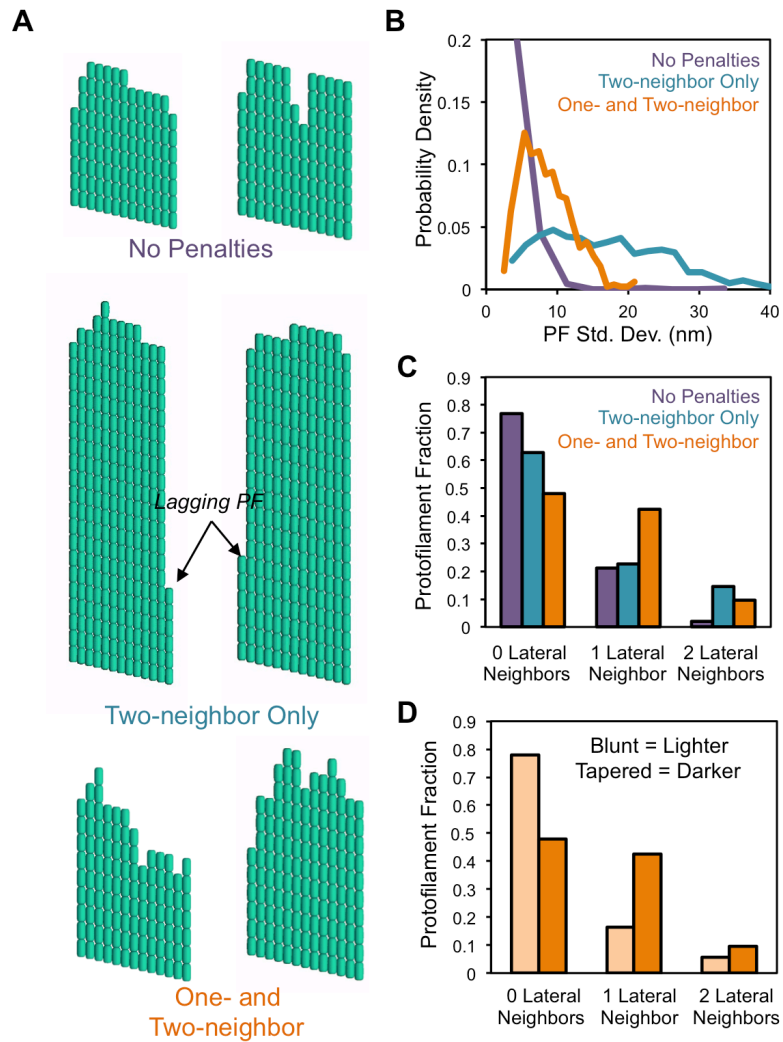 A
No Penalties
Lagging PF
Two-neighbor Only
One- and
Two-neighbor
B
Probability Density
0.2
0.15
0.1
0.05
0
No Penalties
Two-neighbor Only
One- and Two-neighbor
0 10 20 30 40
PF Std. Dev. (nm)
C
Protofilament Fraction
0.9
0.8
0.7
0.6
0.5
0.4
0.3
0.2
0.1
0
No Penalties
Two-neighbor Only
One- and Two-neighbor
0 Lateral 1 Lateral 2 Lateral
Neighbors Neighbor Neighbors
D
Protofilament Fraction
0.9
0.8
0.7
0.6
0.5
0.4
0.3
0.2
0.1
0
Blunt = Lighter
Tapered = Darker
0 Lateral 1 Lateral 2 Lateral
Neighbors Neighbor Neighbors